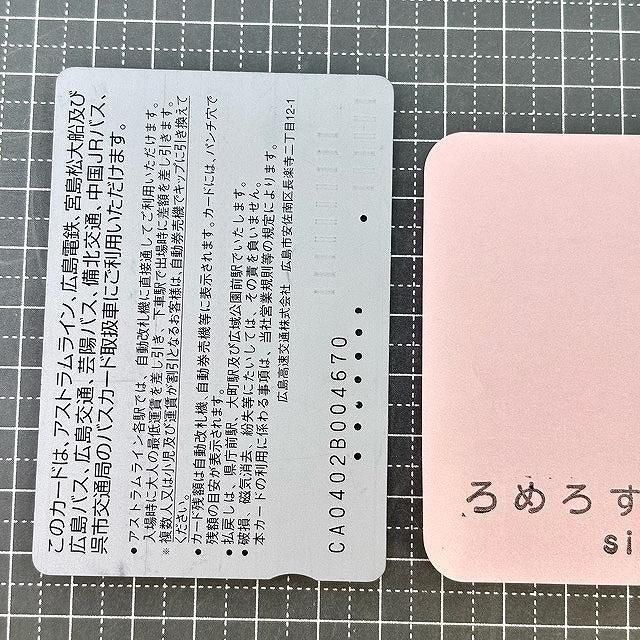 このカードは、アストラムライン、広島電鉄、宮島松大船及び
広島バス、広島交通、芸陽バス、備北交通、中国JRバス、
呉市交通局のバスカード取扱車にご利用いただけます。
●アストラムライン各駅では、自動改札機に直接通してご利用いただけます。
入場時に大人の最低運賃を差し引き、下車駅で出場時に差額を差し引きます。
※複数人又は小児及び運賃が割引となるお客様は、自動券売機でキップに引き換えて
ください。
●カード残額は自動改札機、自動券売機等に表示されます。カードには、パンチ穴で
残額の目安が表示されます。
●払戻しは、県庁前駅、大町駅及び広域公園前駅でいたします。
●破損、磁気消去、紛失等にたいしては、その責を負いません。
本カードの利用に係わる事項は、当社営業規則等の規定によります。
広島高速交通株式会社 広島市安佐南区長楽寺二丁目12-1
CA0402B004670